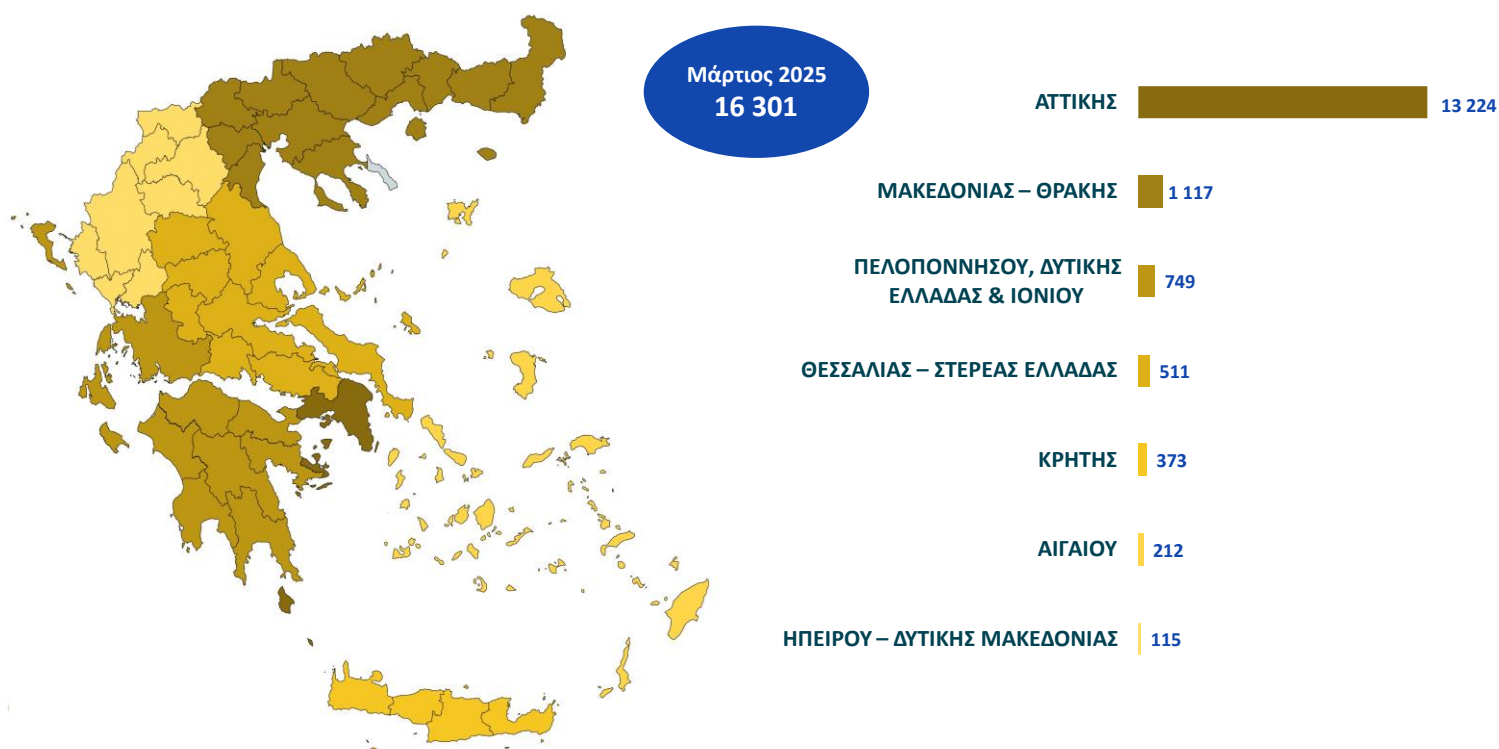 Μάρτιος 2025
16 301
ΑΤΤΙΚΗΣ
13 224
ΜΑΚΕΔΟΝΙΑΣ – ΘΡΑΚΗΣ
1 117
ΠΕΛΟΠΟΝΝΗΣΟΥ, ΔΥΤΙΚΗΣ
ΕΛΛΑΔΑΣ & ΙΟΝΙΟΥ
749
ΘΕΣΣΑΛΙΑΣ – ΣΤΕΡΕΑΣ ΕΛΛΑΔΑΣ
511
ΚΡΗΤΗΣ
373
ΑΙΓΑΙΟΥ
212
ΗΠΕΙΡΟΥ – ΔΥΤΙΚΗΣ ΜΑΚΕΔΟΝΙΑΣ
115